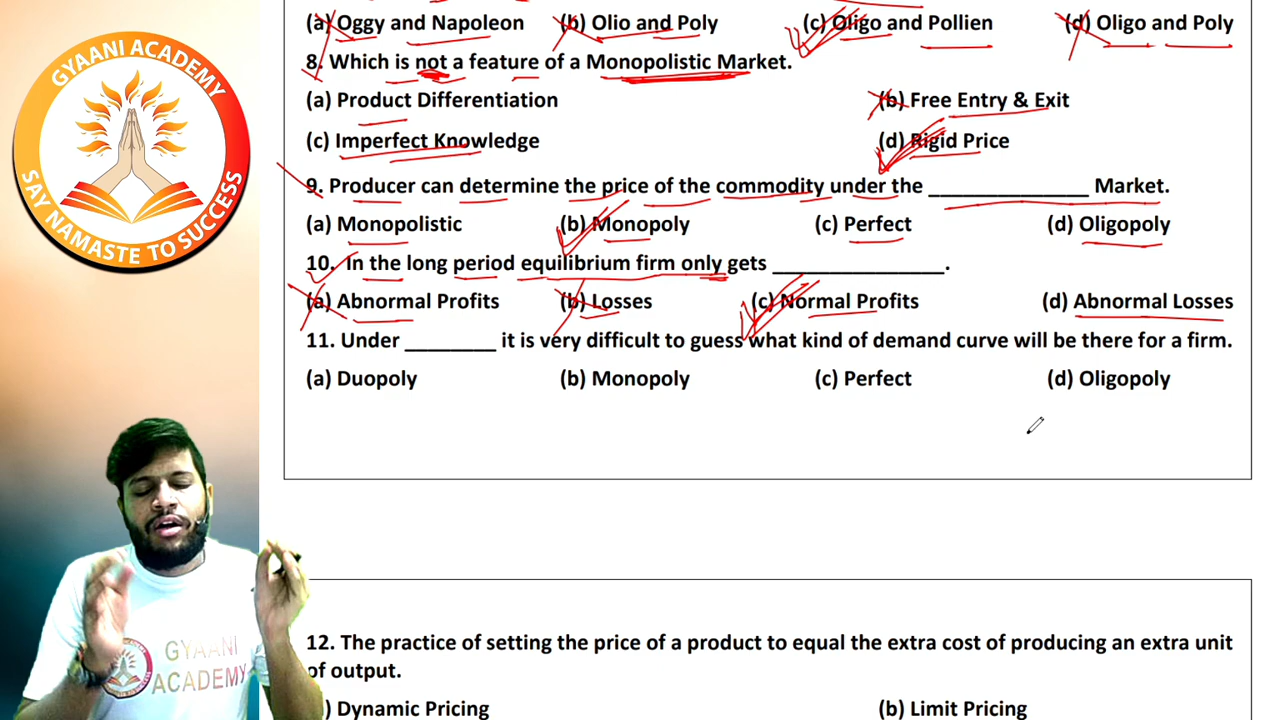 (a) Oggy and Napoleon (b) Olio and Poly (c) Oligo and Pollien (d) Oligo and Poly
8. Which is not a feature of a Monopolistic Market.
(a) Product Differentiation (b) Free Entry & Exit
(c) Imperfect Knowledge (d) Rigid Price
9. Producer can determine the price of the commodity under the ________________ Market.
(a) Monopolistic (b) Monopoly (c) Perfect (d) Oligopoly
10. In the long period equilibrium firm only gets _________________.
(a) Abnormal Profits (b) Losses (c) Normal Profits (d) Abnormal Losses
11. Under _________ it is very difficult to guess what kind of demand curve will be there for a firm.
(a) Duopoly (b) Monopoly (c) Perfect (d) Oligopoly
12. The practice of setting the price of a product to equal the extra cost of producing an extra unit
of output.
) Dynamic Pricing (b) Limit Pricing
GYAANI ACADEMY
SAY NAMASTE TO SUCCESS
GYAANI
ACADEMY